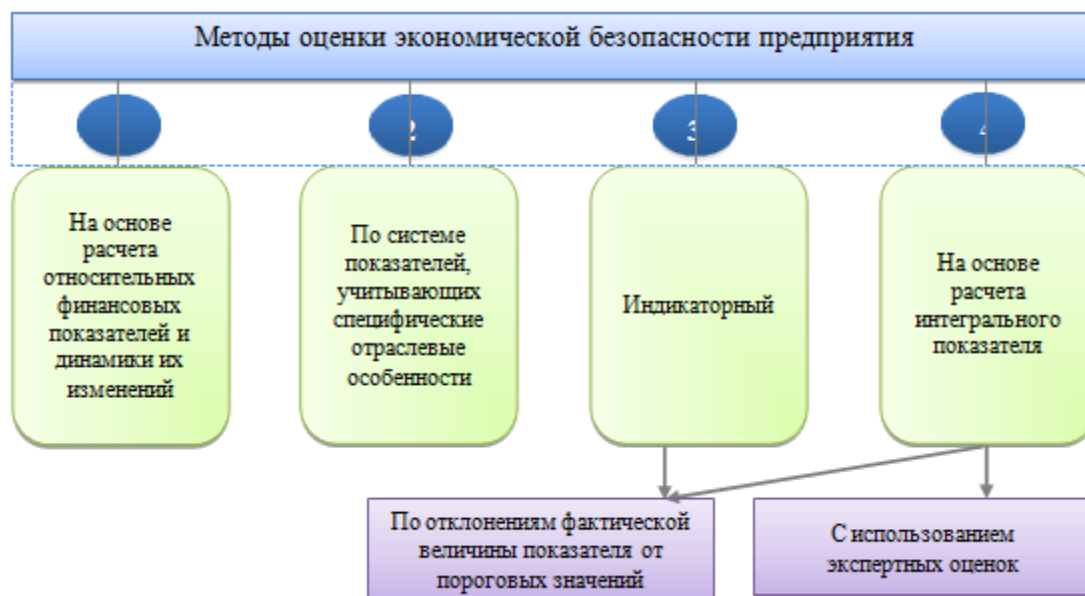 Методы оценки экономической безопасности предприятия
2
3
4
На основе
расчета
относительных
финансовых
показателей и
динамики их
изменений
По системе
показателей,
учитывающих
специфические
отраслевые
особенности
Индикаторный
На основе
расчета
интегрального
показателя
По отклонениям фактической
величины показателя от
пороговых значений
С использованием
экспертных оценок